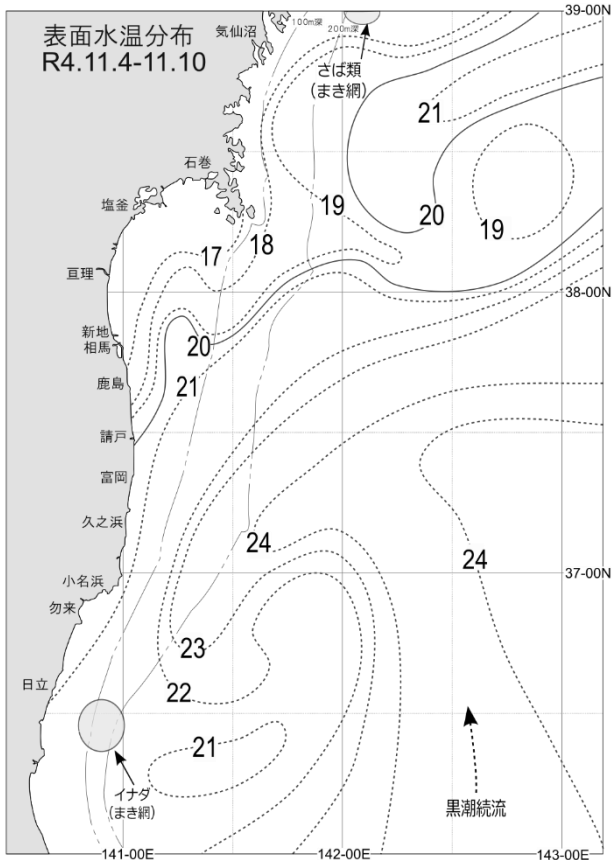 表面水温分布
R4.11.4-11.10
気仙沼
100m深
200m深
39-00N
さば類
(まき網)
21
石巻
塩釜
19
20
19
17
18
亘理
38-00N
新地
相馬
20
鹿島
21
請戸
富岡
久之浜
24
24
37-00N
小名浜
勿来
23
日立
22
21
イナダ
(まき網)
黒潮続流
141-00E
142-00E
143-00E